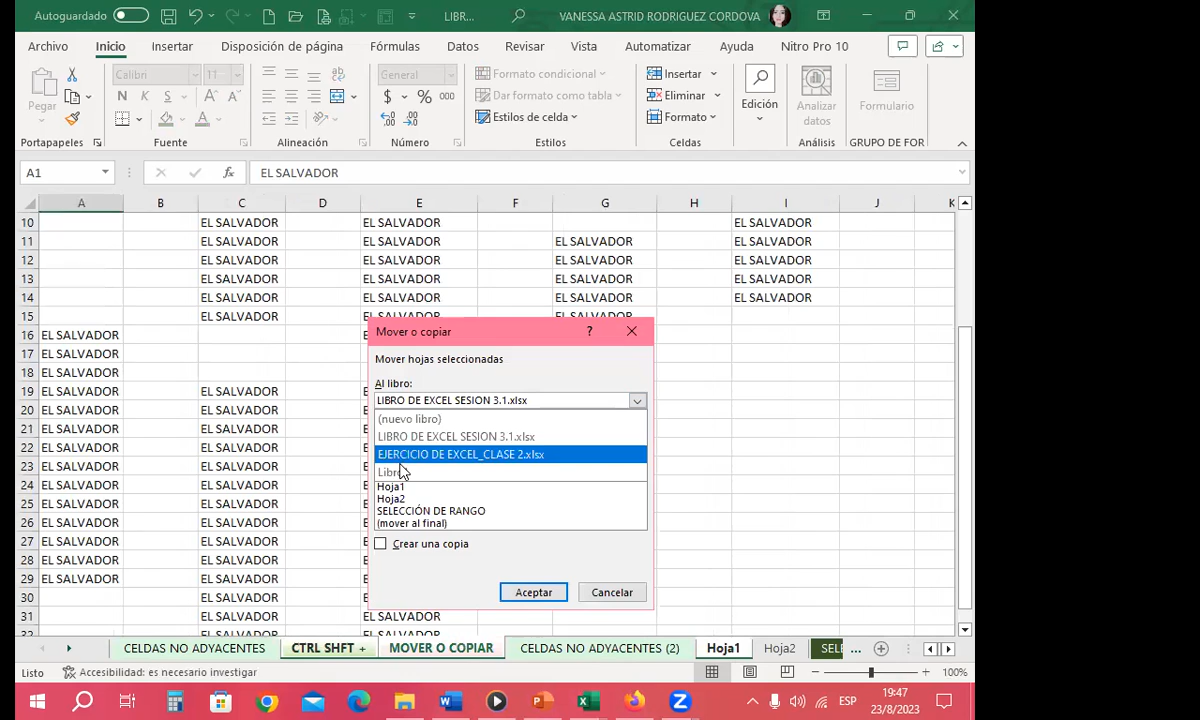 Autoguardado LIBR... VANESSA ASTRID RODRIGUEZ CORDOVA
Archivo Inicio Insertar Disposición de página Fórmulas Datos Revisar Vista Automatizar Ayuda Nitro Pro 10
Pegar Calibri 11 General Formato condicional Insertar
N K S A A ab $ % 000 Dar formato como tabla Eliminar Edición Analizar datos Formulario
A Estilos de celda Formato
Portapapeles Fuente Alineación Número Estilos Celdas Análisis GRUPO DE FOR
A1 fx EL SALVADOR
A B C D E F G H I J K
10 EL SALVADOR EL SALVADOR EL SALVADOR
11 EL SALVADOR EL SALVADOR EL SALVADOR EL SALVADOR
12 EL SALVADOR EL SALVADOR EL SALVADOR EL SALVADOR
13 EL SALVADOR EL SALVADOR EL SALVADOR EL SALVADOR
14 EL SALVADOR EL SALVADOR EL SALVADOR EL SALVADOR
15 EL SALVADOR EL SALVADOR EL SALVADOR
16 EL SALVADOR
17 EL SALVADOR
18 EL SALVADOR
19 EL SALVADOR EL SALVADOR
20 EL SALVADOR EL SALVADOR
21 EL SALVADOR EL SALVADOR
22 EL SALVADOR EL SALVADOR
23 EL SALVADOR EL SALVADOR
24 EL SALVADOR EL SALVADOR
25 EL SALVADOR EL SALVADOR
26 EL SALVADOR EL SALVADOR
27 EL SALVADOR EL SALVADOR
28 EL SALVADOR EL SALVADOR
29 EL SALVADOR EL SALVADOR
30 EL SALVADOR
31 EL SALVADOR EL SALVADOR
32 EL SALVADOR EL SALVADOR
Mover o copiar ?
Mover hojas seleccionadas
Al libro:
LIBRO DE EXCEL SESION 3.1.xlsx
(nuevo libro)
LIBRO DE EXCEL SESION 3.1.xlsx
EJERCICIO DE EXCEL_CLASE 2.xlsx
Hoja1
Hoja2
SELECCIÓN DE RANGO
(mover al final)
Crear una copia
Aceptar Cancelar
CELDAS NO ADYACENTES CTRL SHFT + MOVER O COPIAR CELDAS NO ADYACENTES (2) Hoja1 Hoja2 SELE ...
Listo Accesibilidad: es necesario investigar 100%
ESP 19:47
23/8/2023